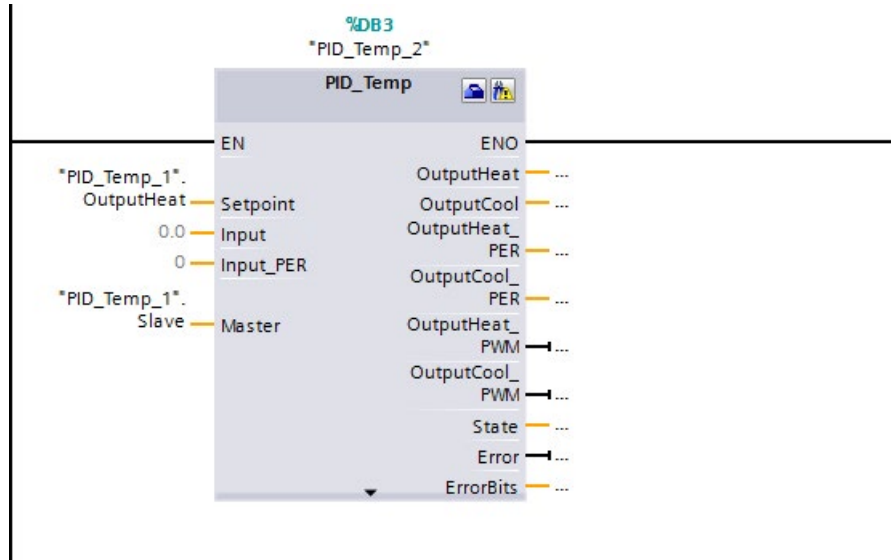 %DB3
"PID_Temp_2"
PID_Temp
EN ENO
OutputHeat ...
"PID_Temp_1".
OutputHeat Setpoint OutputCool ...
0.0 Input OutputHeat_
PER ...
0 Input_PER
OutputCool_
PER ...
"PID_Temp_1".
Slave Master OutputHeat_
PWM ...
OutputCool_
PWM ...
State ...
Error ...
ErrorBits ...